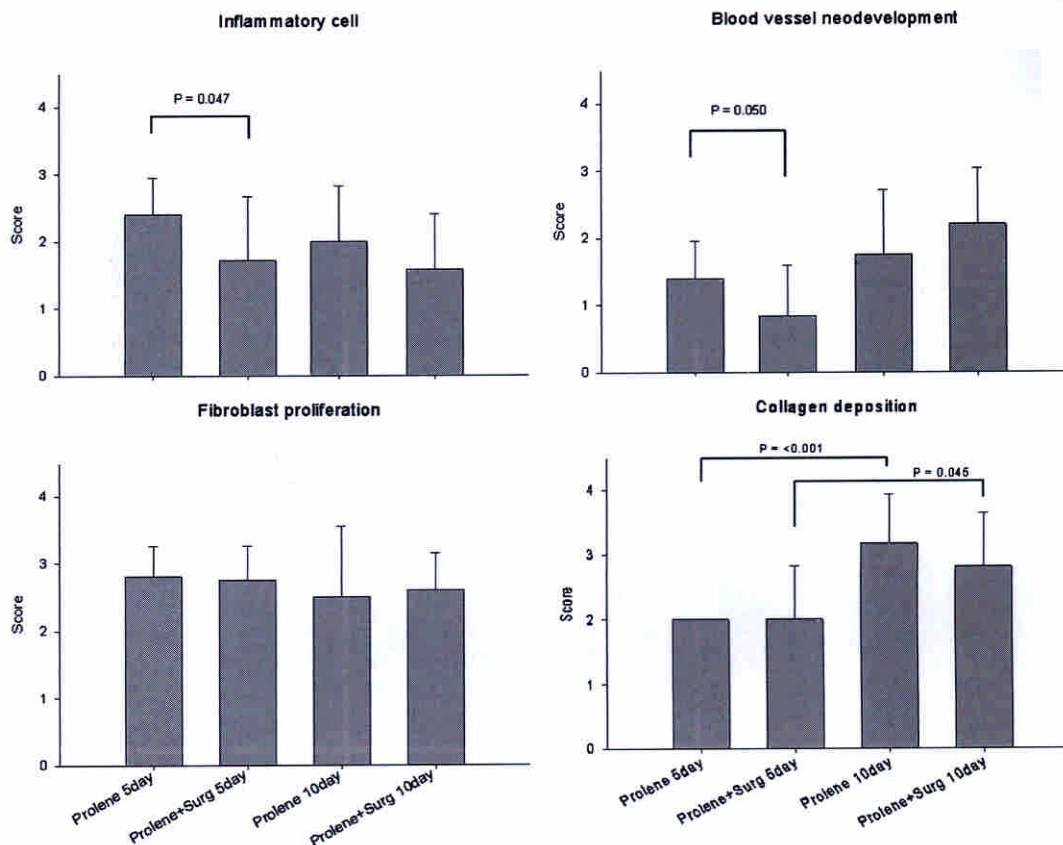 Inflammatory cell
P = 0.047
Score
4
3
2
1
0
Blood vessel neodevelopment
P = 0.050
Score
4
3
2
1
0
Fibroblast proliferation
Score
4
3
2
1
0
Prolene 5day
Prolene+Surg 5day
Prolene 10day
Prolene+Surg 10day
Collagen deposition
P = <0.001
P = 0.045
Score
4
3
2
1
0
Prolene 5day
Prolene+Surg 5day
Prolene 10day
Prolene+Surg 10day